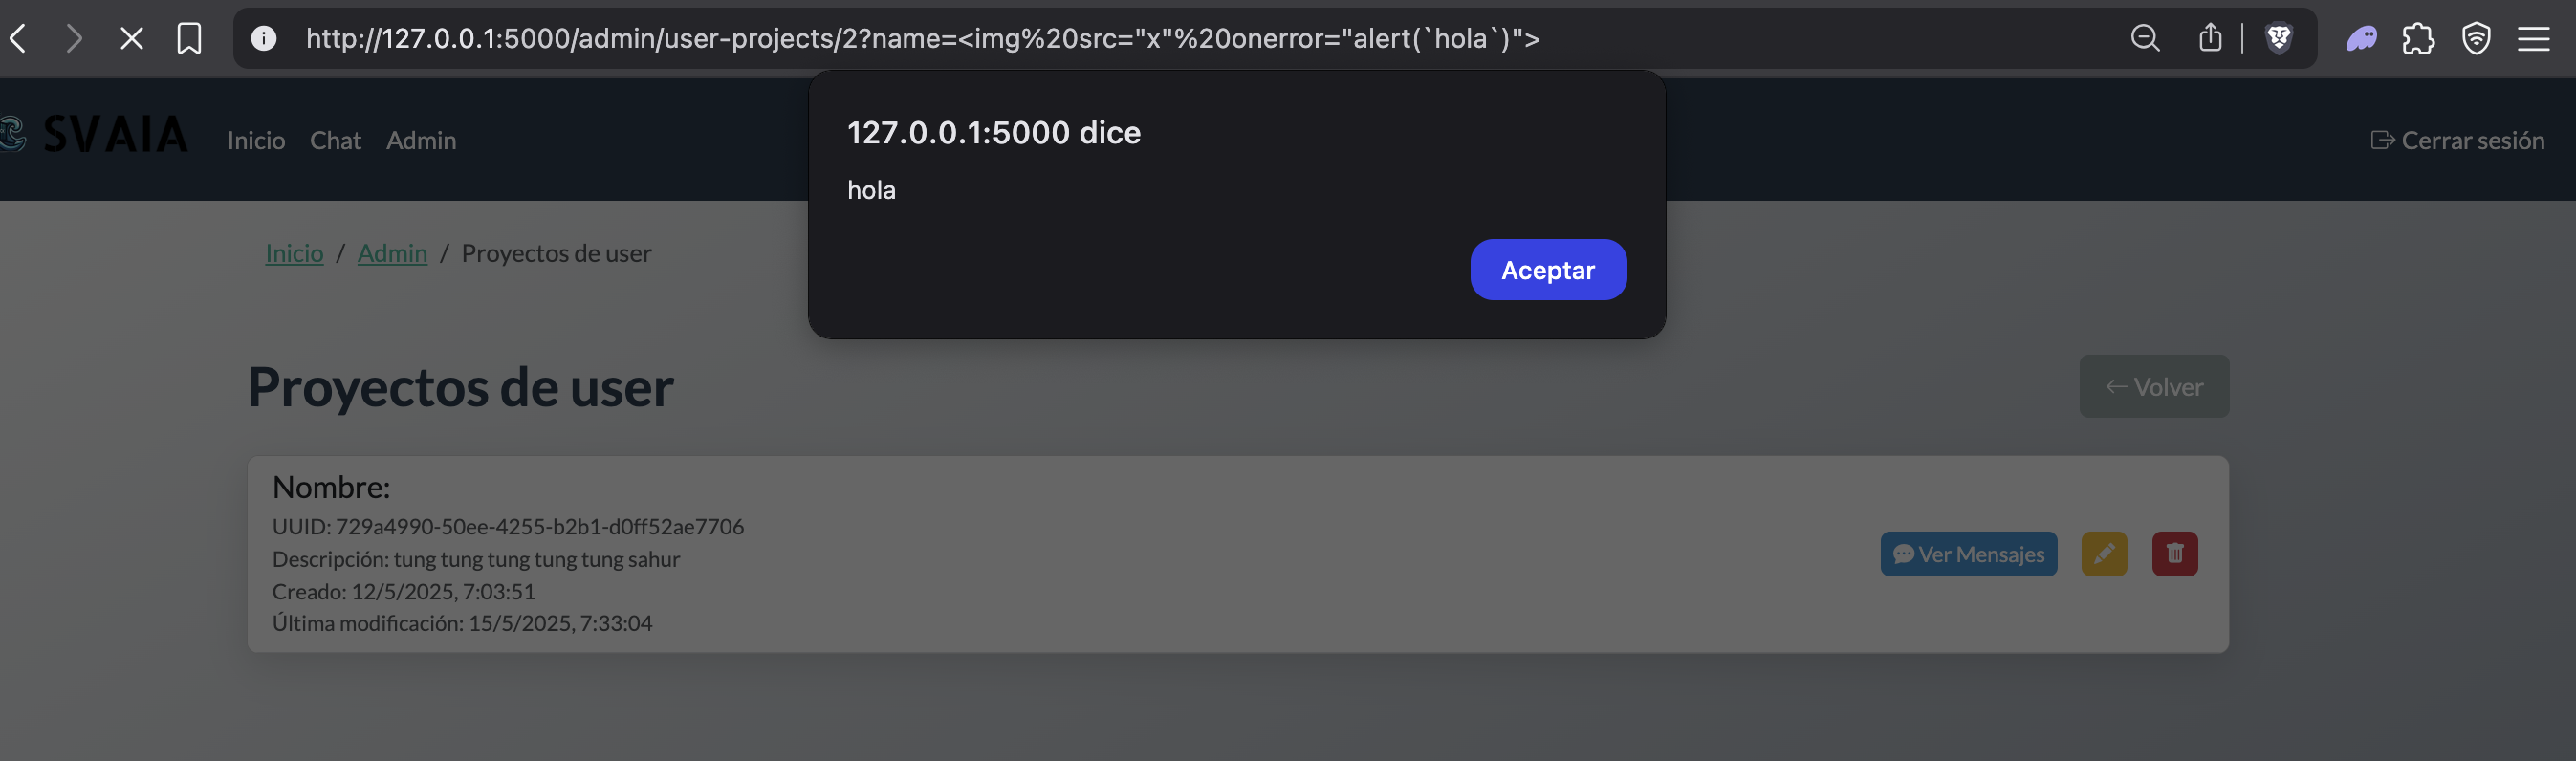 http://127.0.0.1:5000/admin/user-projects/2?name=<img%20src="x"%20onerror="alert(`hola`)">
SVAIA Inicio Chat Admin Cerrar sesión
127.0.0.1:5000 dice
hola
Aceptar
Inicio / Admin / Proyectos de user
Proyectos de user
← Volver
Nombre:
UUID: 729a4990-50ee-4255-b2b1-d0ff52ae7706
Descripción: tung tung tung tung tung sahur
Creado: 12/5/2025, 7:03:51
Última modificación: 15/5/2025, 7:33:04
Ver Mensajes